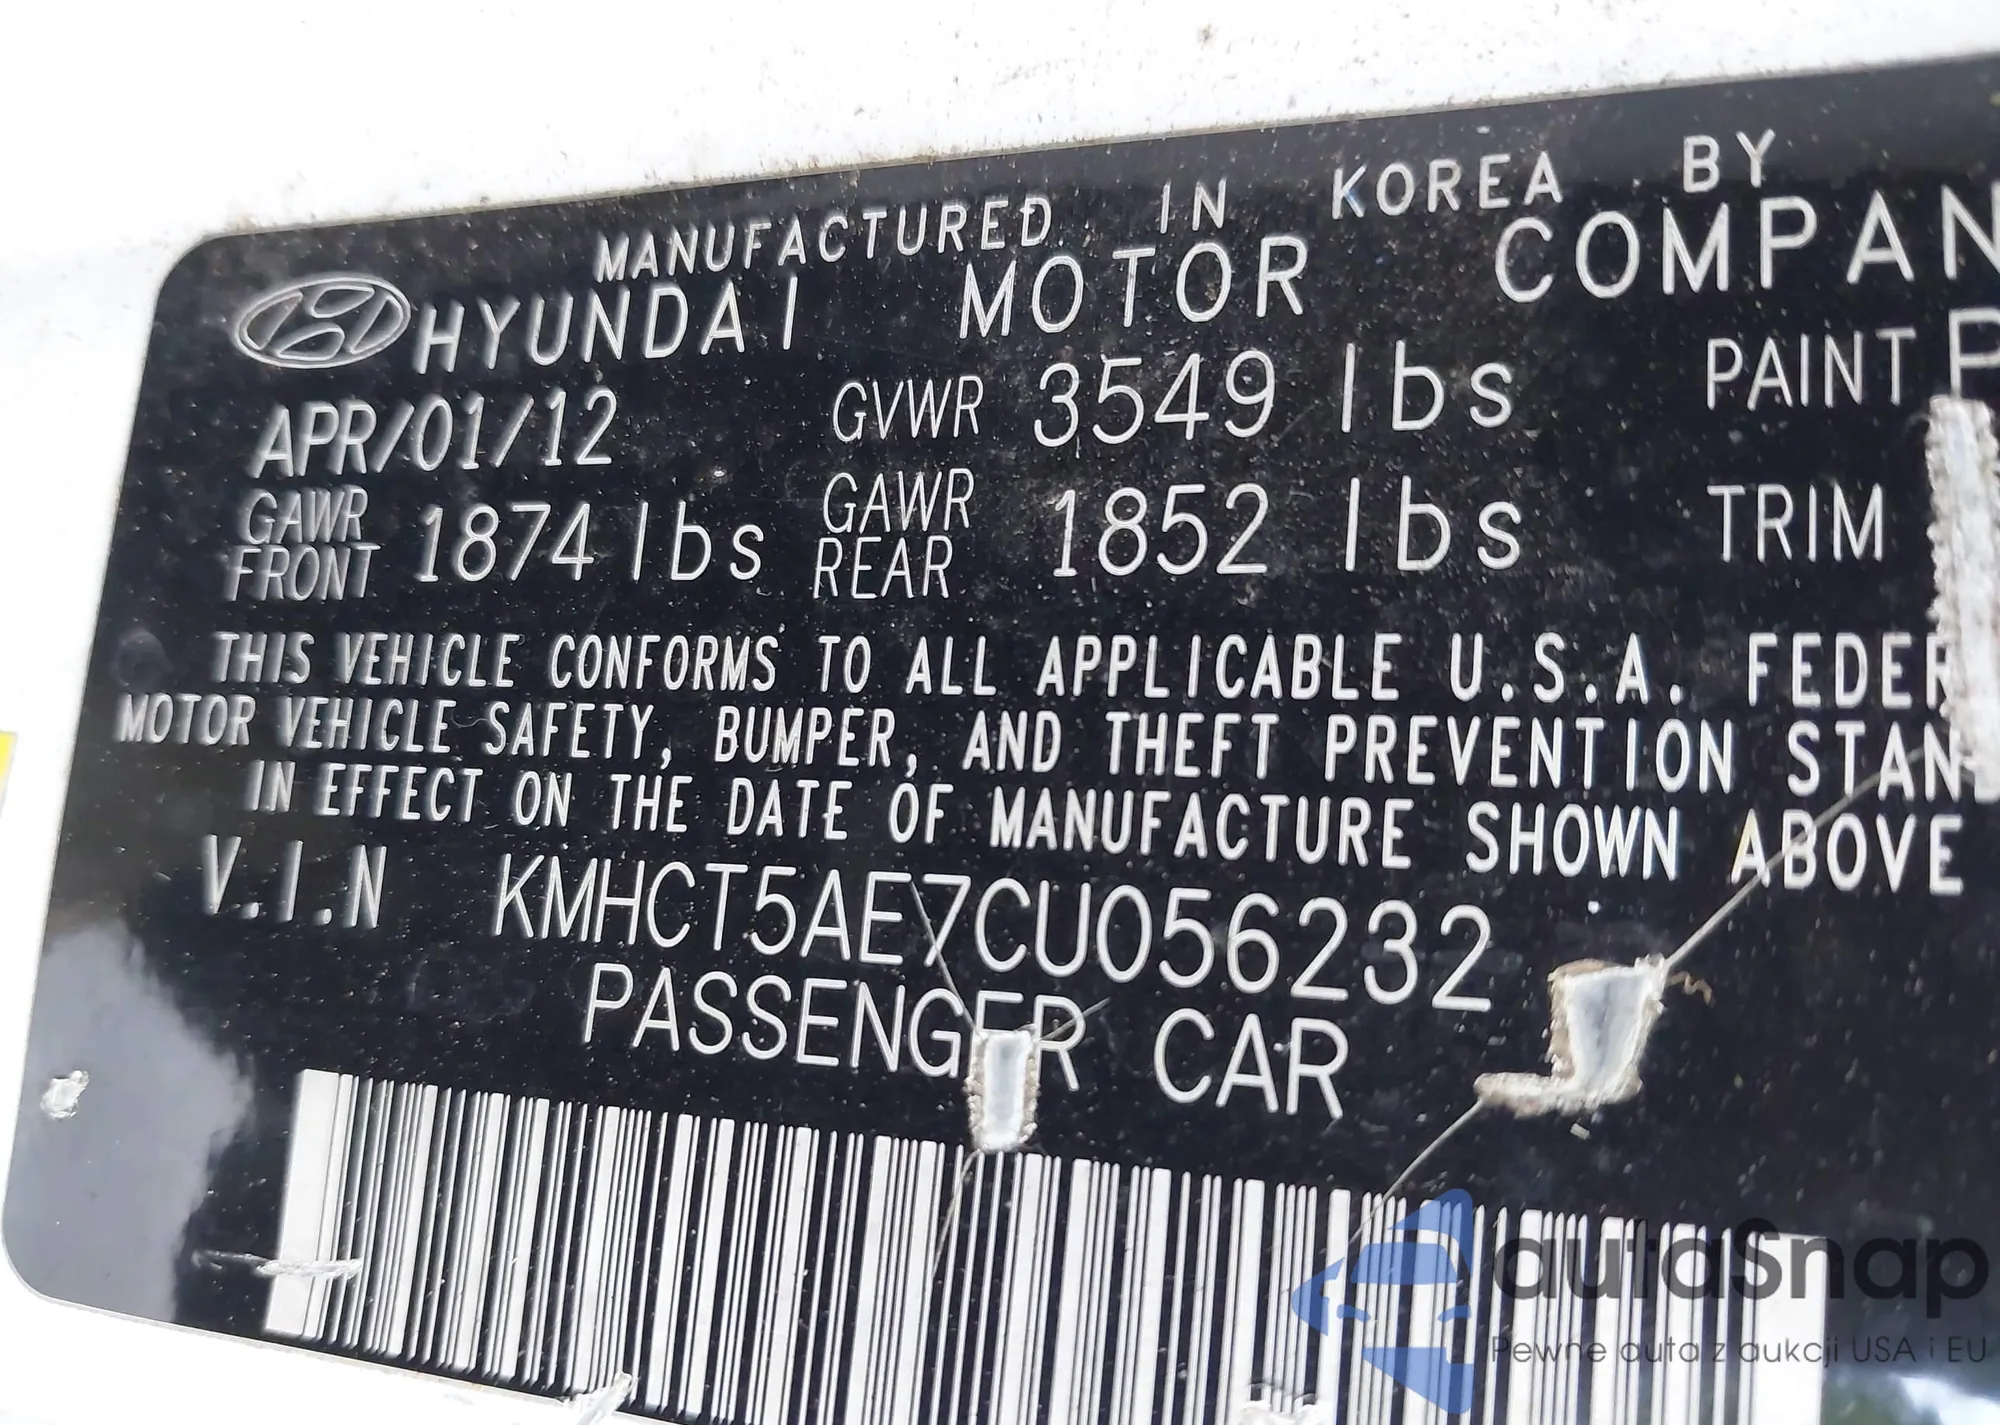 MANUFACTURED IN KOREA BY
HYUNDAI MOTOR COMPAN
APR/01/12 GVWR 3549 lbs PAINT P
GAWR FRONT 1874 lbs GAWR REAR 1852 lbs TRIM
THIS VEHICLE CONFORMS TO ALL APPLICABLE U.S.A. FEDER
MOTOR VEHICLE SAFETY, BUMPER, AND THEFT PREVENTION STAN
IN EFFECT ON THE DATE OF MANUFACTURE SHOWN ABOVE
V.I.N KMHCT5AE7CU056232
PASSENGER CAR
autaSnap
Pewne auta z aukcji USA i EU